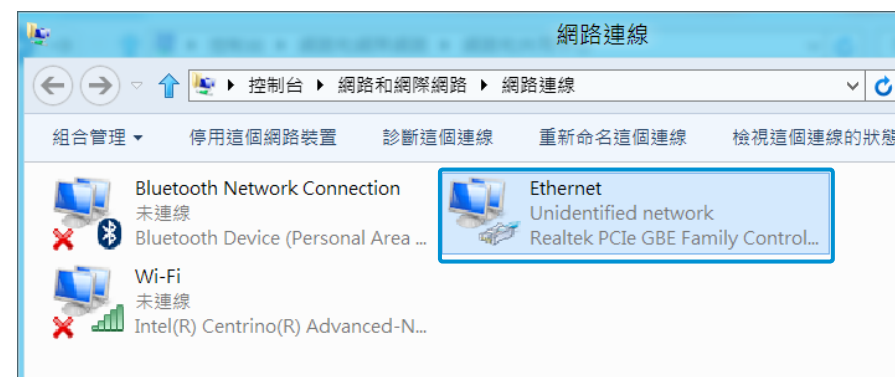 網路連線
控制台 網路和網際網路 網路連線
組合管理 停用這個網路裝置 診斷這個連線 重新命名這個連線 檢視這個連線的狀態
Bluetooth Network Connection
未連線
Bluetooth Device (Personal Area ...
Ethernet
Unidentified network
Realtek PCIe GBE Family Control...
Wi-Fi
未連線
Intel(R) Centrino(R) Advanced-N...